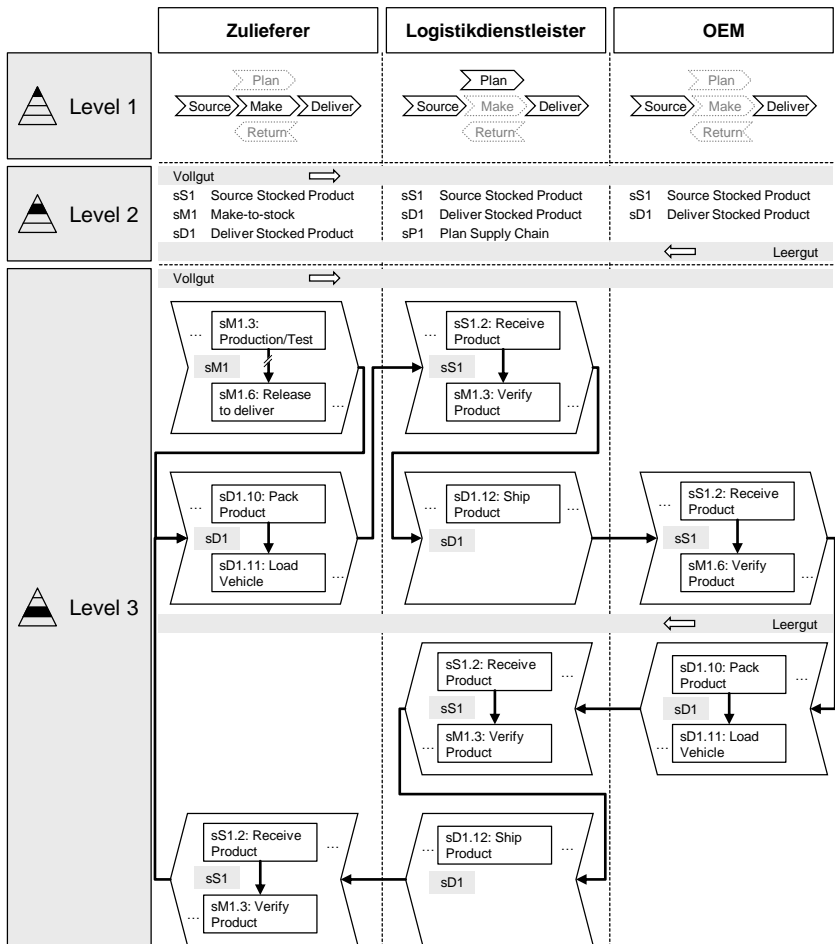 Zulieferer
Logistikdienstleister
OEM
Level 1
Plan
Source
Make
Deliver
Return
Plan
Source
Make
Deliver
Return
Plan
Source
Make
Deliver
Return
Level 2
Vollgut
sS1 Source Stocked Product
sM1 Make-to-stock
sD1 Deliver Stocked Product
sS1 Source Stocked Product
sD1 Deliver Stocked Product
sP1 Plan Supply Chain
sS1 Source Stocked Product
sD1 Deliver Stocked Product
Leergut
Level 3
Vollgut
...
sM1.3:
Production/Test
sM1
sM1.6: Release
to deliver
...
...
sS1.2: Receive
Product
sS1
sM1.3: Verify
Product
...
...
sD1.10: Pack
Product
sD1
sD1.11: Load
Vehicle
...
...
sD1.12: Ship
Product
sD1
...
...
sS1.2: Receive
Product
sS1
sM1.6: Verify
Product
...
Leergut
sS1.2: Receive
Product
...
sS1
sM1.3: Verify
Product
...
sD1.10: Pack
Product
...
sD1
sD1.11: Load
Vehicle
...
sS1.2: Receive
Product
...
sS1
sM1.3: Verify
Product
...
...
sD1.12: Ship
Product
...
sD1